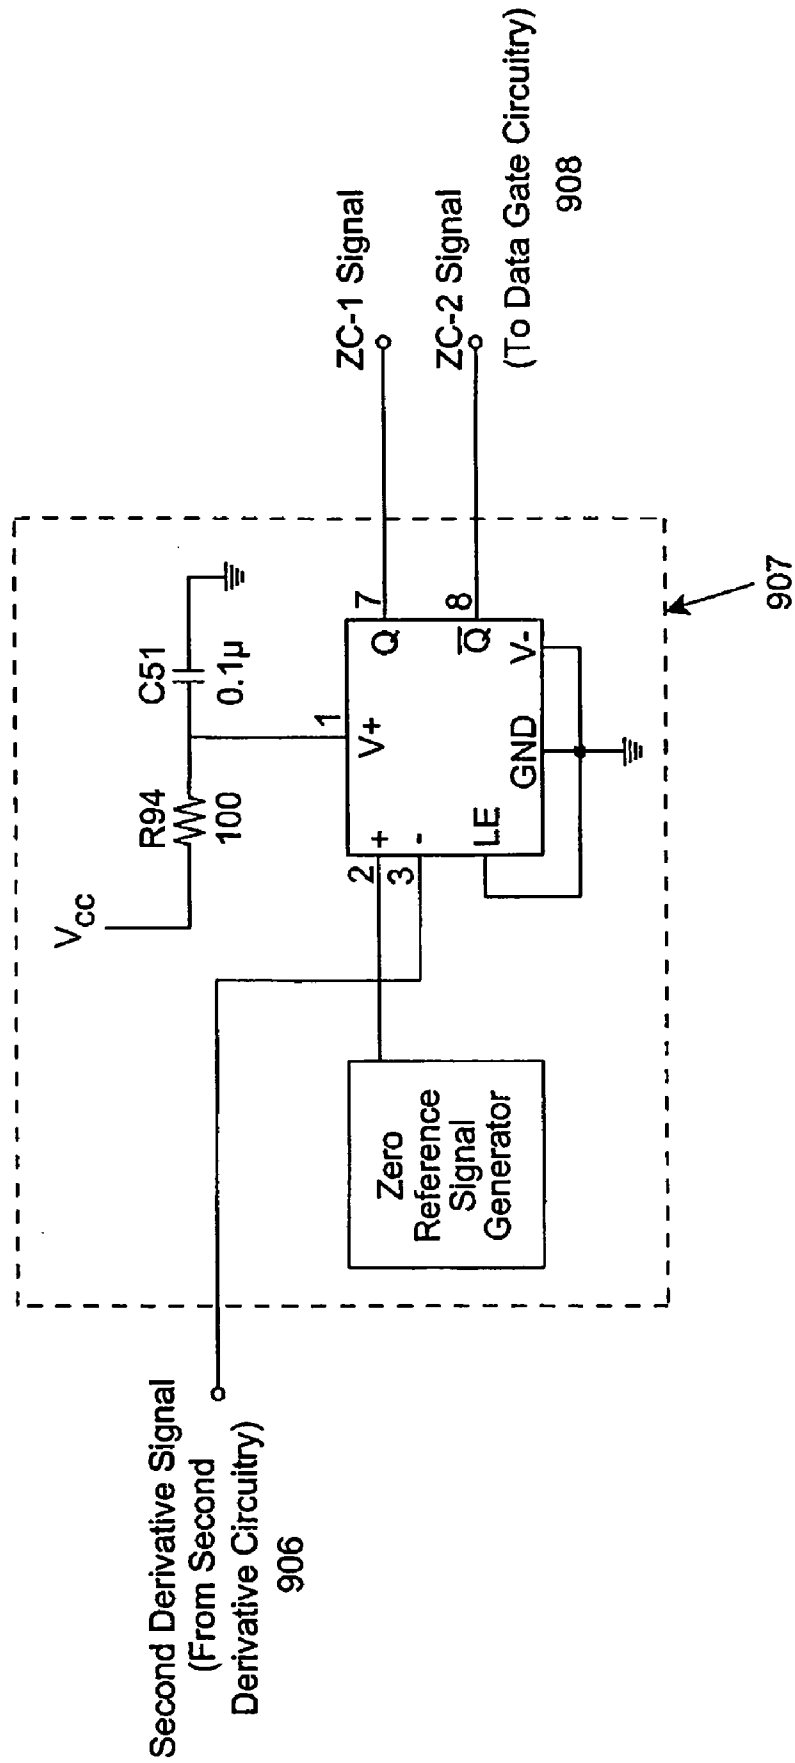 Second Derivative Signal
(From Second
Derivative Circuitry)
906
VCC
R94
100
C51
0.1µ
1
V+
2
+
3
-
LE
GND
V-
Q
7
Q̅
8
Zero
Reference
Signal
Generator
ZC-1 Signal
ZC-2 Signal
(To Data Gate Circuitry)
908
907